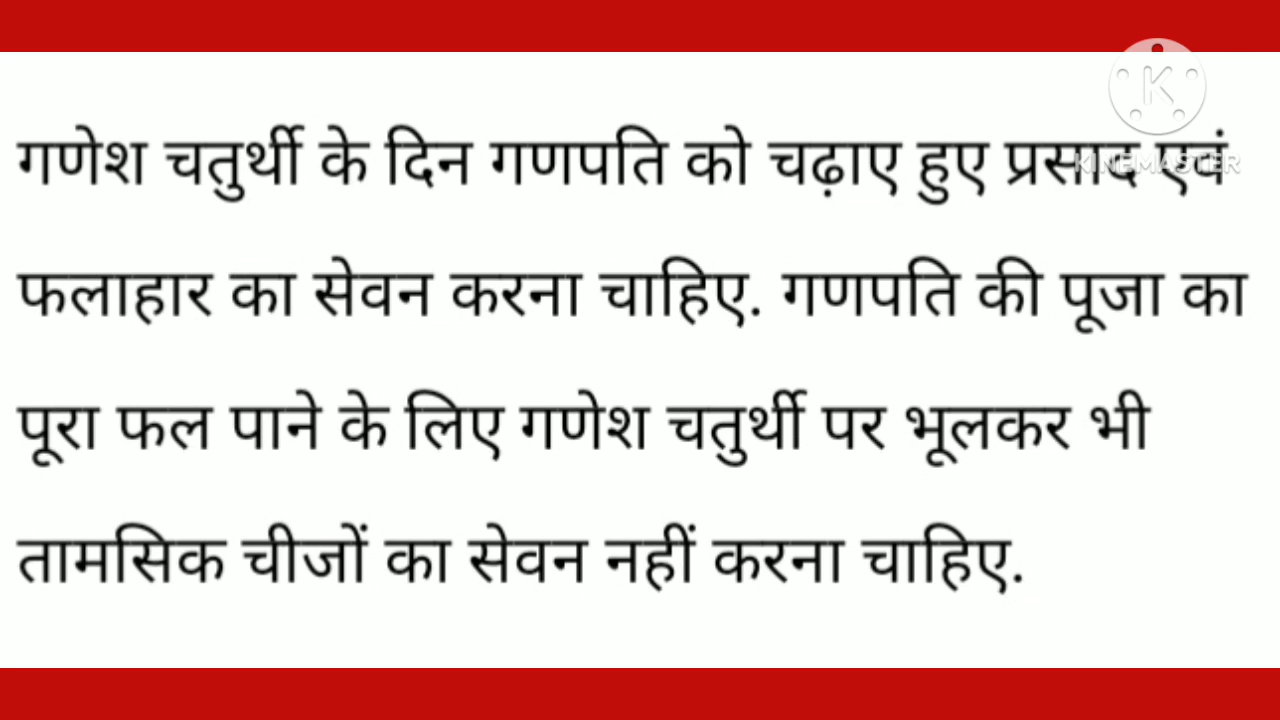 गणेश चतुर्थी के दिन गणपति को चढ़ाए हुए प्रसाद एवं
फलाहार का सेवन करना चाहिए. गणपति की पूजा का
पूरा फल पाने के लिए गणेश चतुर्थी पर भूलकर भी
तामसिक चीजों का सेवन नहीं करना चाहिए.
K
KINEMASTER